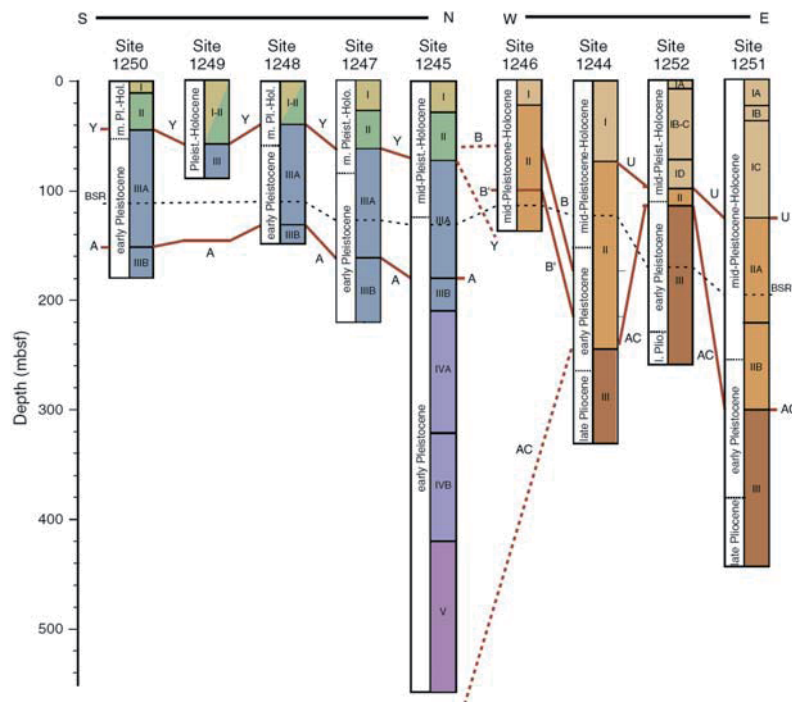 S N W E
Site 1250
Site 1249
Site 1248
Site 1247
Site 1245
Site 1246
Site 1244
Site 1252
Site 1251
Depth (mbsf)
0
100
200
300
400
500
m. Pl.-Hol.
early Pleistocene
I
II
IIIA
IIIB
Pleist.-Holocene
I-II
III
m. Pl.-Hol.
early Pleistocene
I-II
IIIA
IIIB
m. Pleist.-Holo.
early Pleistocene
I
II
IIIA
IIIB
mid-Pleist.-Holocene
early Pleistocene
I
II
IIIA
IIIB
IVA
IVB
V
mid-Pleistocene-Holocene
I
II
mid-Pleistocene-Holocene
early Pleistocene
late Pliocene
I
II
III
mid-Pleistocene-Holocene
early Pleistocene
l. Plio.
IA
IB-C
ID
II
III
mid-Pleistocene-Holocene
early Pleistocene
late Pliocene
IA
IB
IC
IIA
IIB
III
Y
Y
Y
Y
Y
Y
BSR
A
A
A
A
A
B
B'
B
B'
U
U
U
BSR
AC
AC
AC
AC